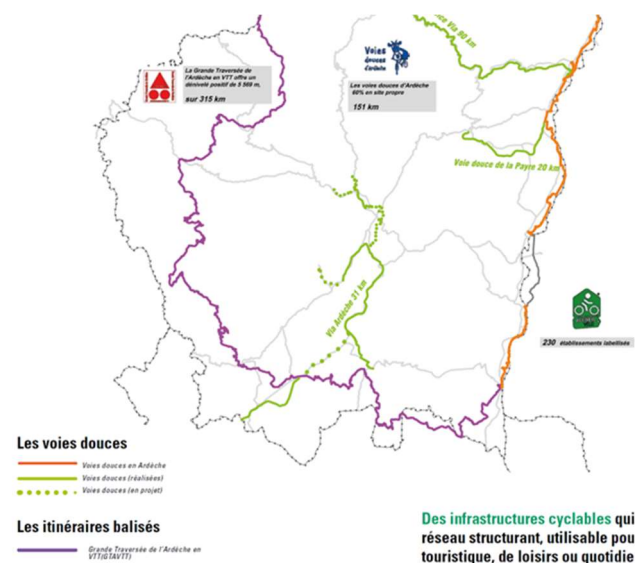 Via 90 km
La Grande Traversée de
l'Ardèche en VTT offre un
dénivelé positif de 5 569 m,
sur 315 km
Voies
douces
d'ardèche
Les voies douces d'Ardèche
60% en site propre
151 km
Voie douce de la Payre 20 km
Via Ardèche 31 km
230 établissements labellisés
Les voies douces
Voies douces en Ardèche
Voies douces (réalisées)
Voies douces (en projet)
Les itinéraires balisés
Grande Traversée de l'Ardèche en
VTT(GTAVTT)
Des infrastructures cyclables qui
réseau structurant, utilisable pou
touristique, de loisirs ou quotidie